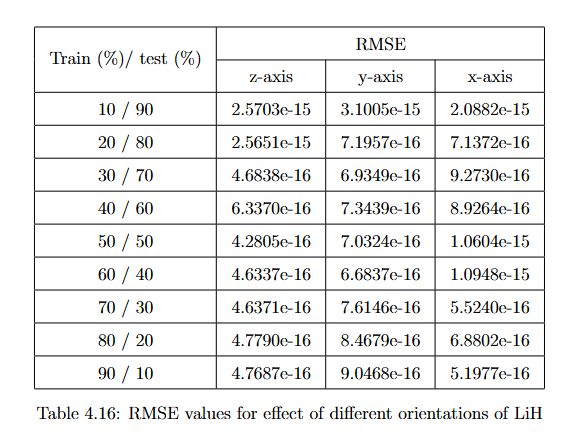 Train (%)/ test (%) RMSE
z-axis y-axis x-axis
10 / 90 2.5703e-15 3.1005e-15 2.0882e-15
20 / 80 2.5651e-15 7.1957e-16 7.1372e-16
30 / 70 4.6838e-16 6.9349e-16 9.2730e-16
40 / 60 6.3370e-16 7.3439e-16 8.9264e-16
50 / 50 4.2805e-16 7.0324e-16 1.0604e-15
60 / 40 4.6337e-16 6.6837e-16 1.0948e-15
70 / 30 4.6371e-16 7.6146e-16 5.5240e-16
80 / 20 4.7790e-16 8.4679e-16 6.8802e-16
90 / 10 4.7687e-16 9.0468e-16 5.1977e-16
Table 4.16: RMSE values for effect of different orientations of LiH